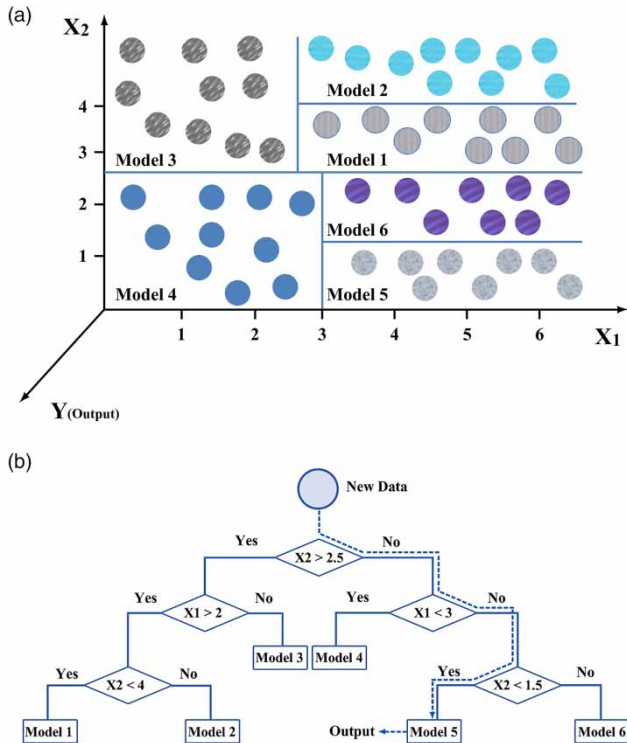 (a)
X2
4
3
2
1
Model 2
Model 1
Model 3
Model 6
Model 4
Model 5
1 2 3 4 5 6
X1
Y(Output)
(b)
New Data
Yes No
X2 > 2.5
Yes No No
X1 > 2 X1 < 3
Model 3 Model 4
Yes No Yes No
X2 < 4 X2 < 1.5
Model 1 Model 2 Output Model 5 Model 6